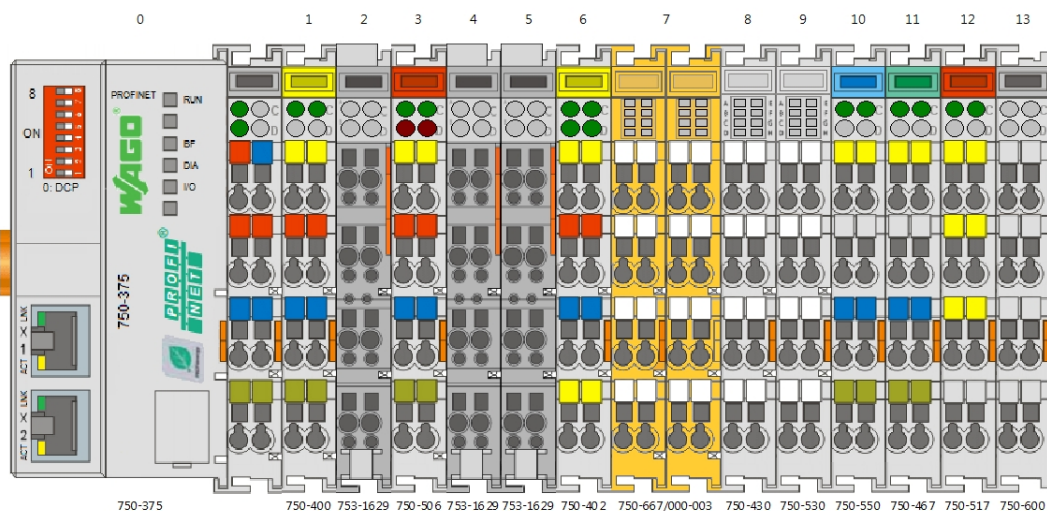 0 1 2 3 4 5 6 7 8 9 10 11 12 13
8
ON
1
0: DCP
ON
PROFINET
RUN
BF
DIA
I/O
WAGO
750-375
PROFI
NET
LNK
ACT
1
LNK
ACT
2
C
D
750-375 750-400 753-1629 750-506 753-1629 753-1629 750-402 750-667/000-003 750-430 750-530 750-550 750-467 750-517 750-600